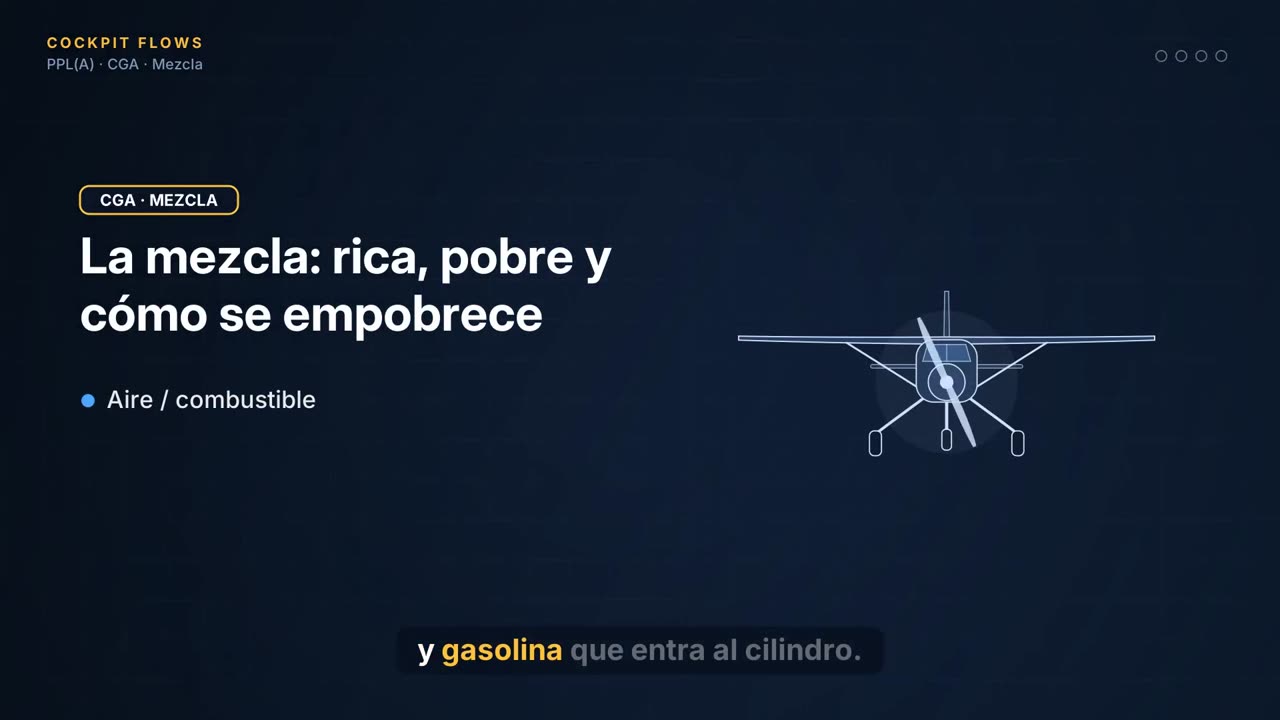 COCKPIT FLOWS
PPL(A) · CGA · Mezcla
CGA · MEZCLA
La mezcla: rica, pobre y
cómo se empobrece
Aire / combustible
y gasolina que entra al cilindro.